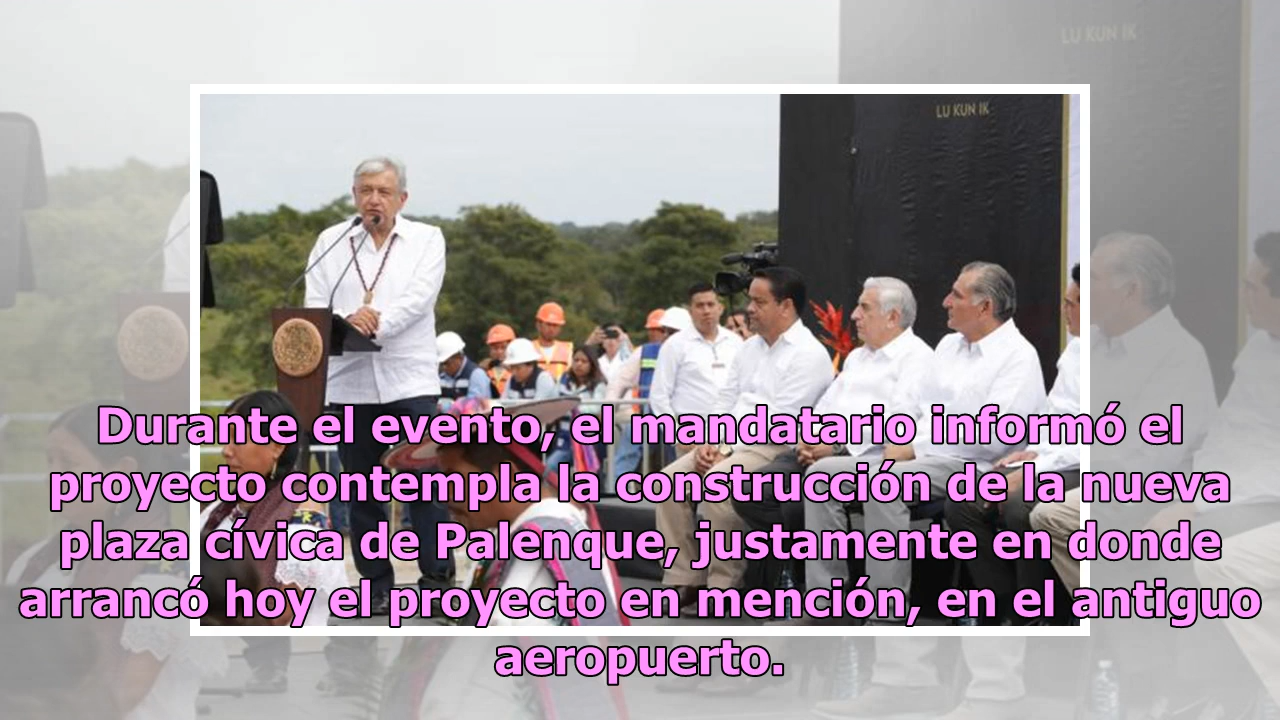 LU KUN IK
LU KUN IK
Durante el evento, el mandatario informó el
proyecto contempla la construcción de la nueva
plaza cívica de Palenque, justamente en donde
arrancó hoy el proyecto en mención, en el antiguo
aeropuerto.